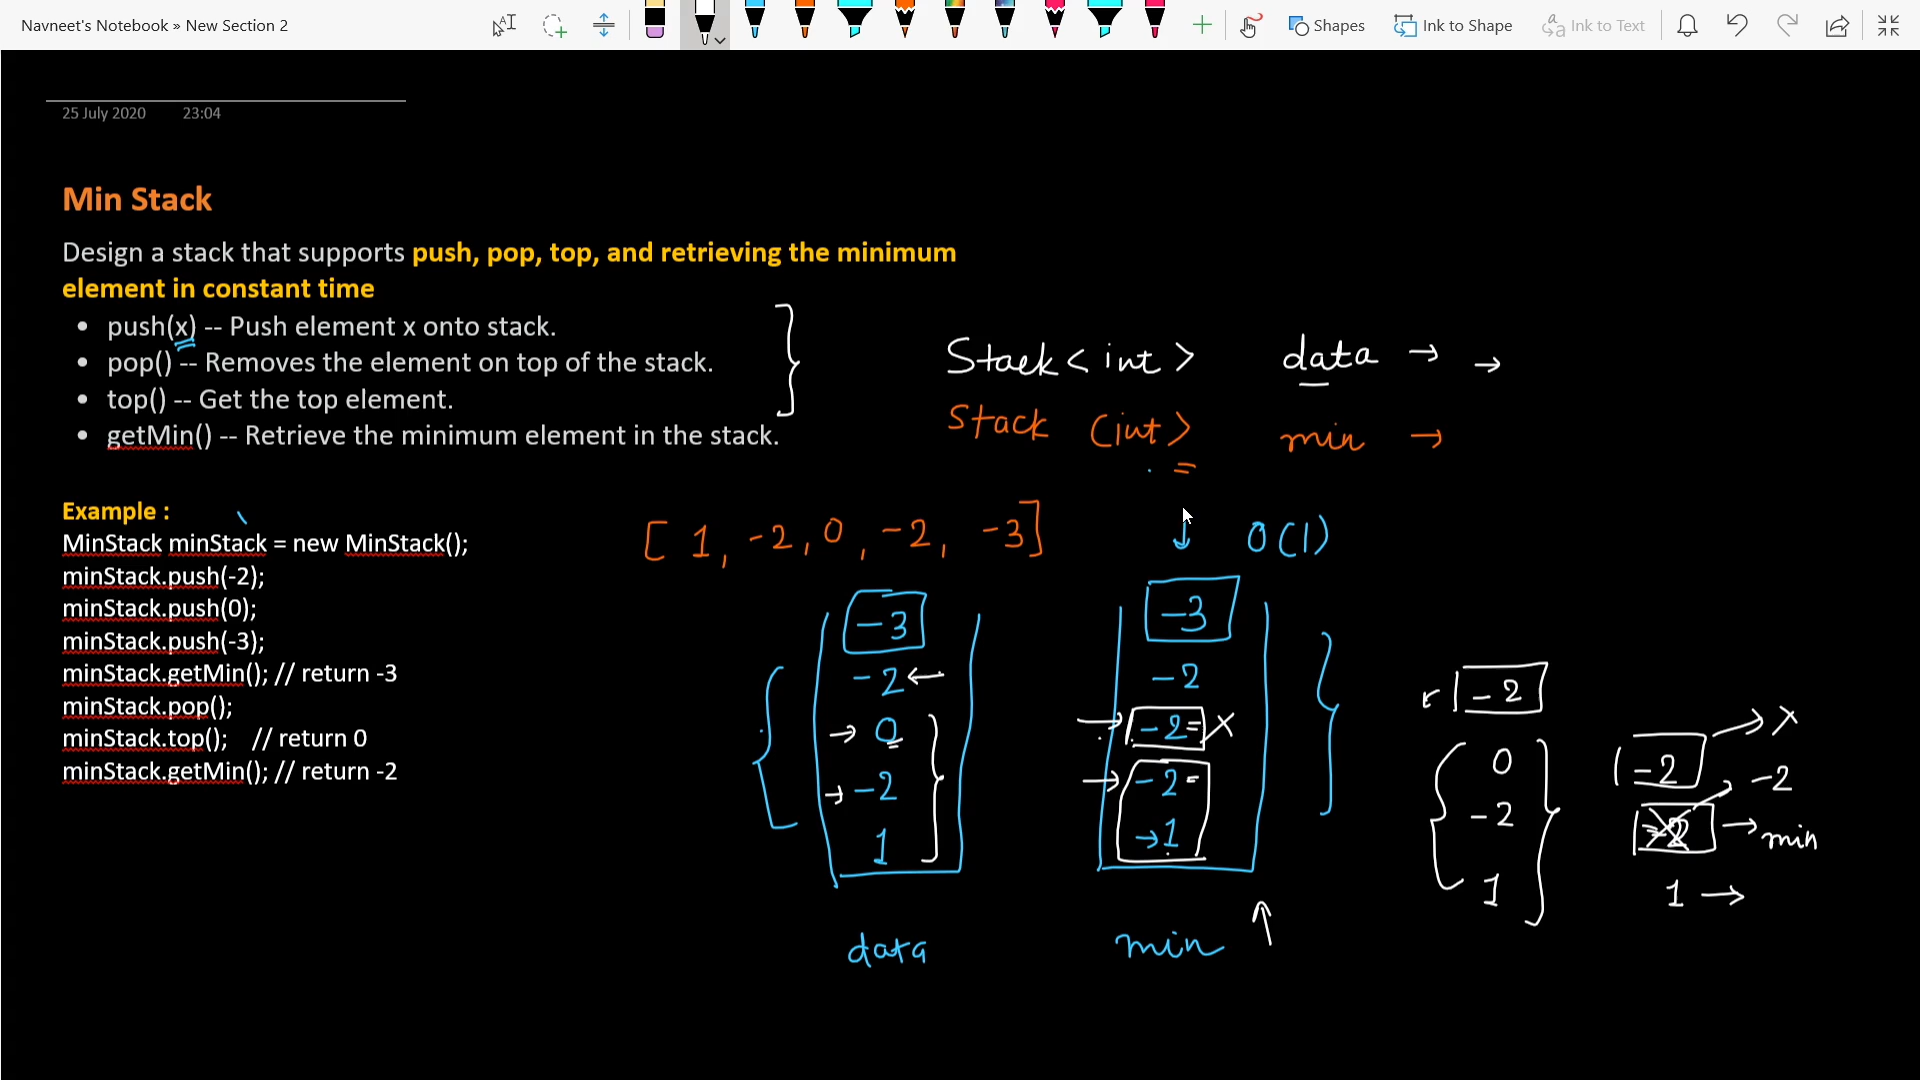 Navneet's Notebook » New Section 2
Shapes
Ink to Shape
Ink to Text
25 July 2020 23:04
Min Stack
Design a stack that supports push, pop, top, and retrieving the minimum
element in constant time
• push(x) -- Push element x onto stack.
• pop() -- Removes the element on top of the stack.
• top() -- Get the top element.
• getMin() -- Retrieve the minimum element in the stack.
Example :
MinStack minStack = new MinStack();
minStack.push(-2);
minStack.push(0);
minStack.push(-3);
minStack.getMin(); // return -3
minStack.pop();
minStack.top(); // return 0
minStack.getMin(); // return -2
Stack < int > data → →
Stack (int > min →
=
[ 1, -2, 0, -2, -3]
↓ O(1)
-3
-2 ←
→ 0
→ -2
1
data
-3
-2
→ -2 = X
→ -2 =
→ 1
min
-2
0
-2
1
-2 → X
-2
-2 → min
1 →